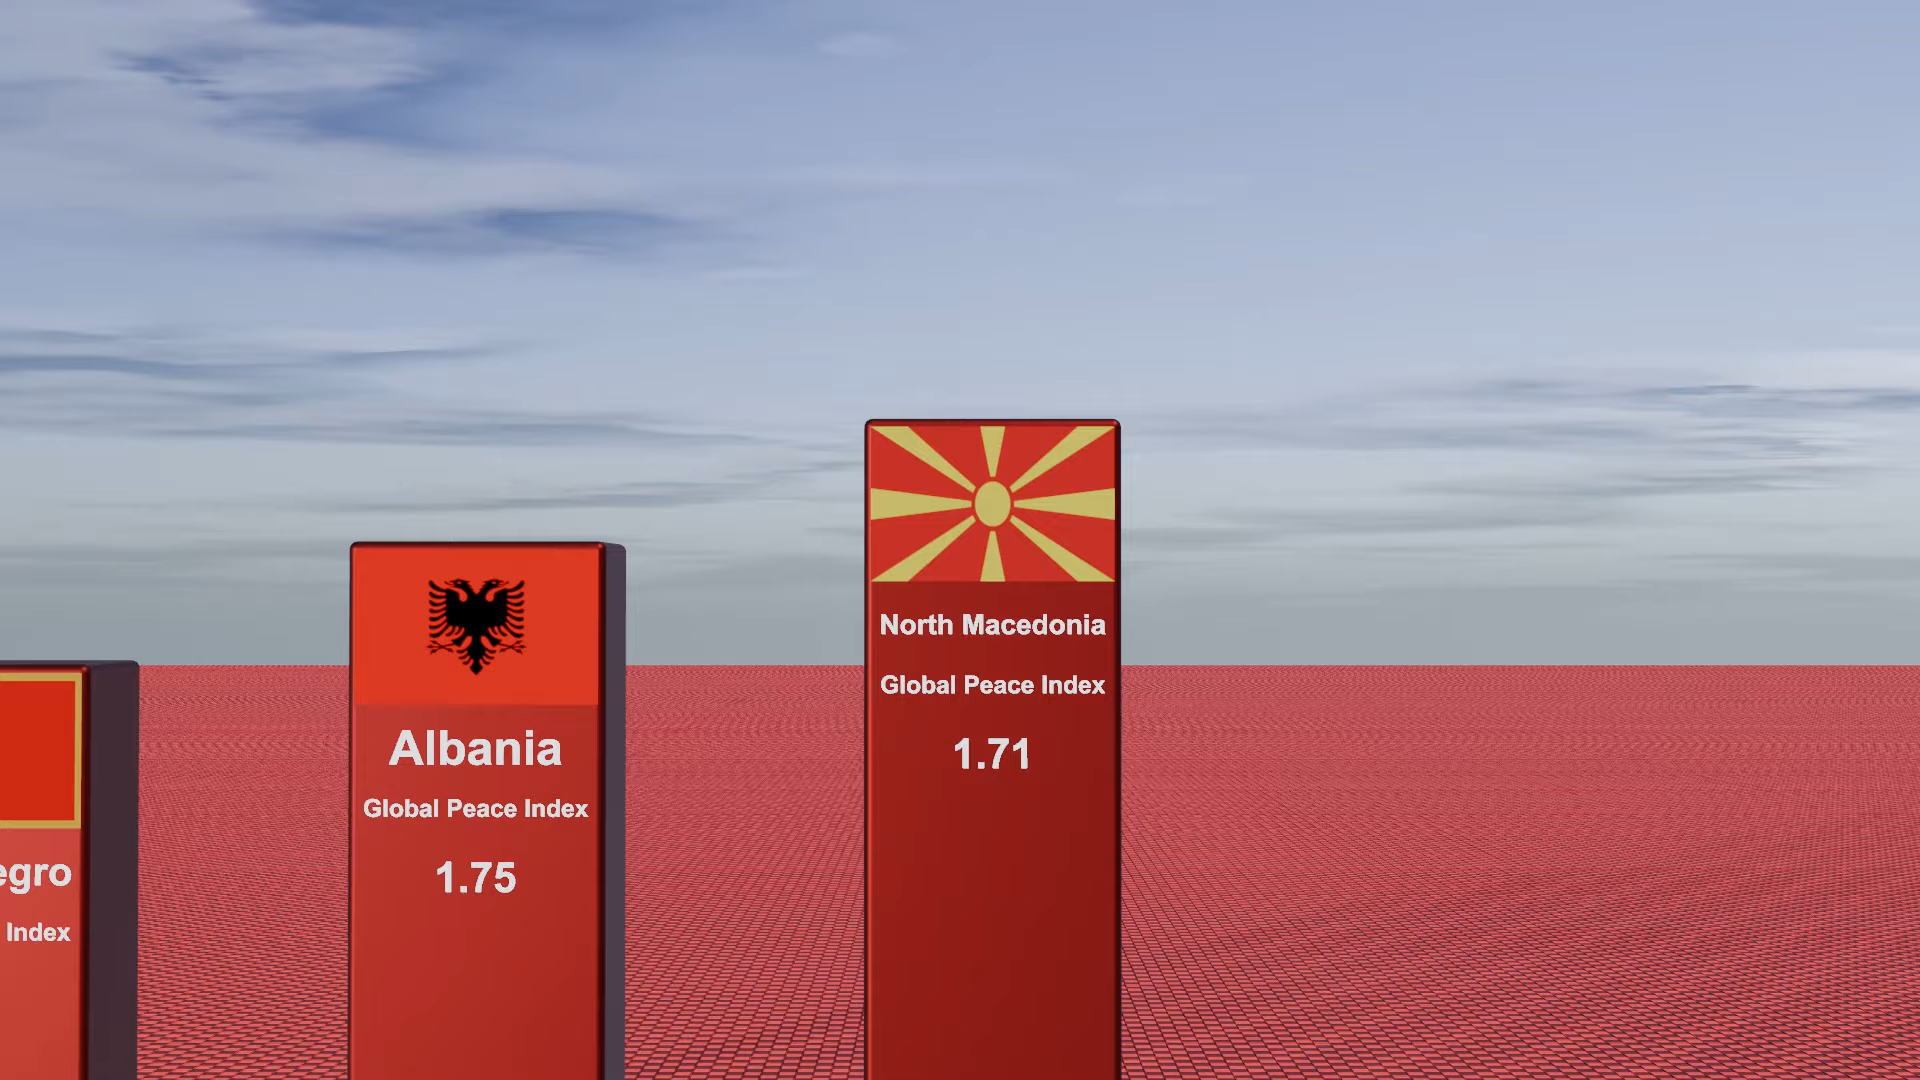 egro
Index
Albania
Global Peace Index
1.75
North Macedonia
Global Peace Index
1.71